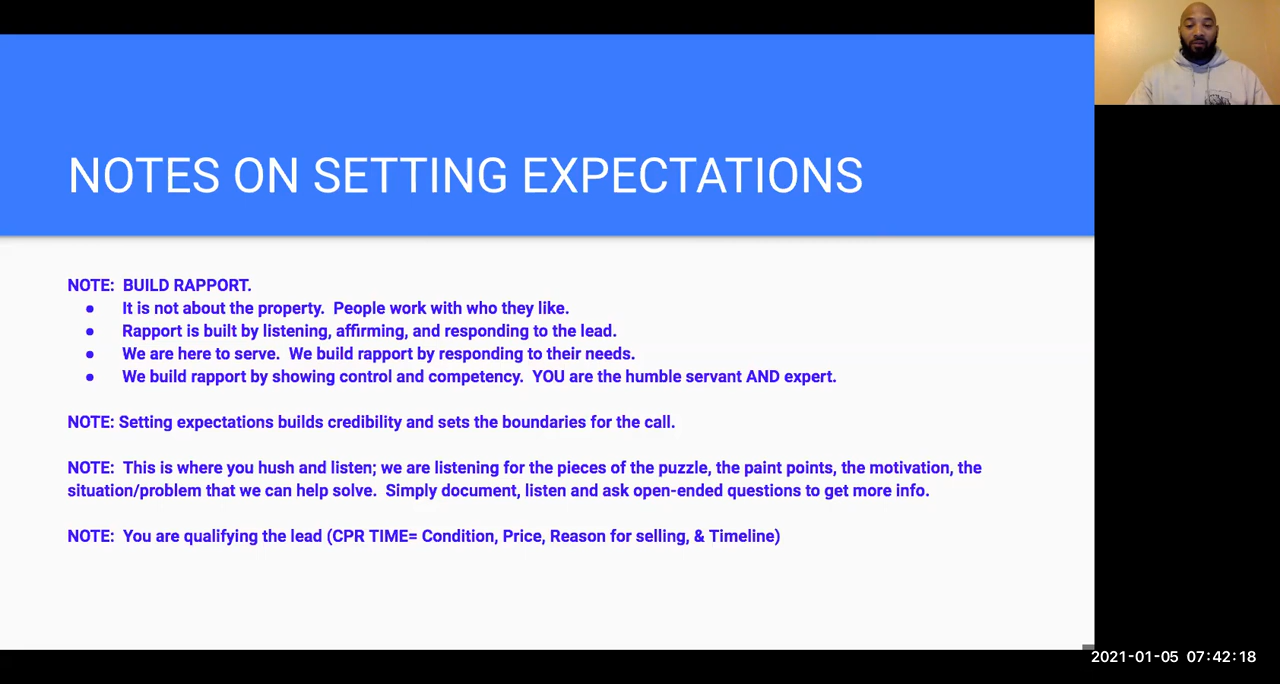 NOTES ON SETTING EXPECTATIONS
NOTE: BUILD RAPPORT.
● It is not about the property. People work with who they like.
● Rapport is built by listening, affirming, and responding to the lead.
● We are here to serve. We build rapport by responding to their needs.
● We build rapport by showing control and competency. YOU are the humble servant AND expert.
NOTE: Setting expectations builds credibility and sets the boundaries for the call.
NOTE: This is where you hush and listen; we are listening for the pieces of the puzzle, the paint points, the motivation, the
situation/problem that we can help solve. Simply document, listen and ask open-ended questions to get more info.
NOTE: You are qualifying the lead (CPR TIME= Condition, Price, Reason for selling, & Timeline)
2021-01-05 07:42:18